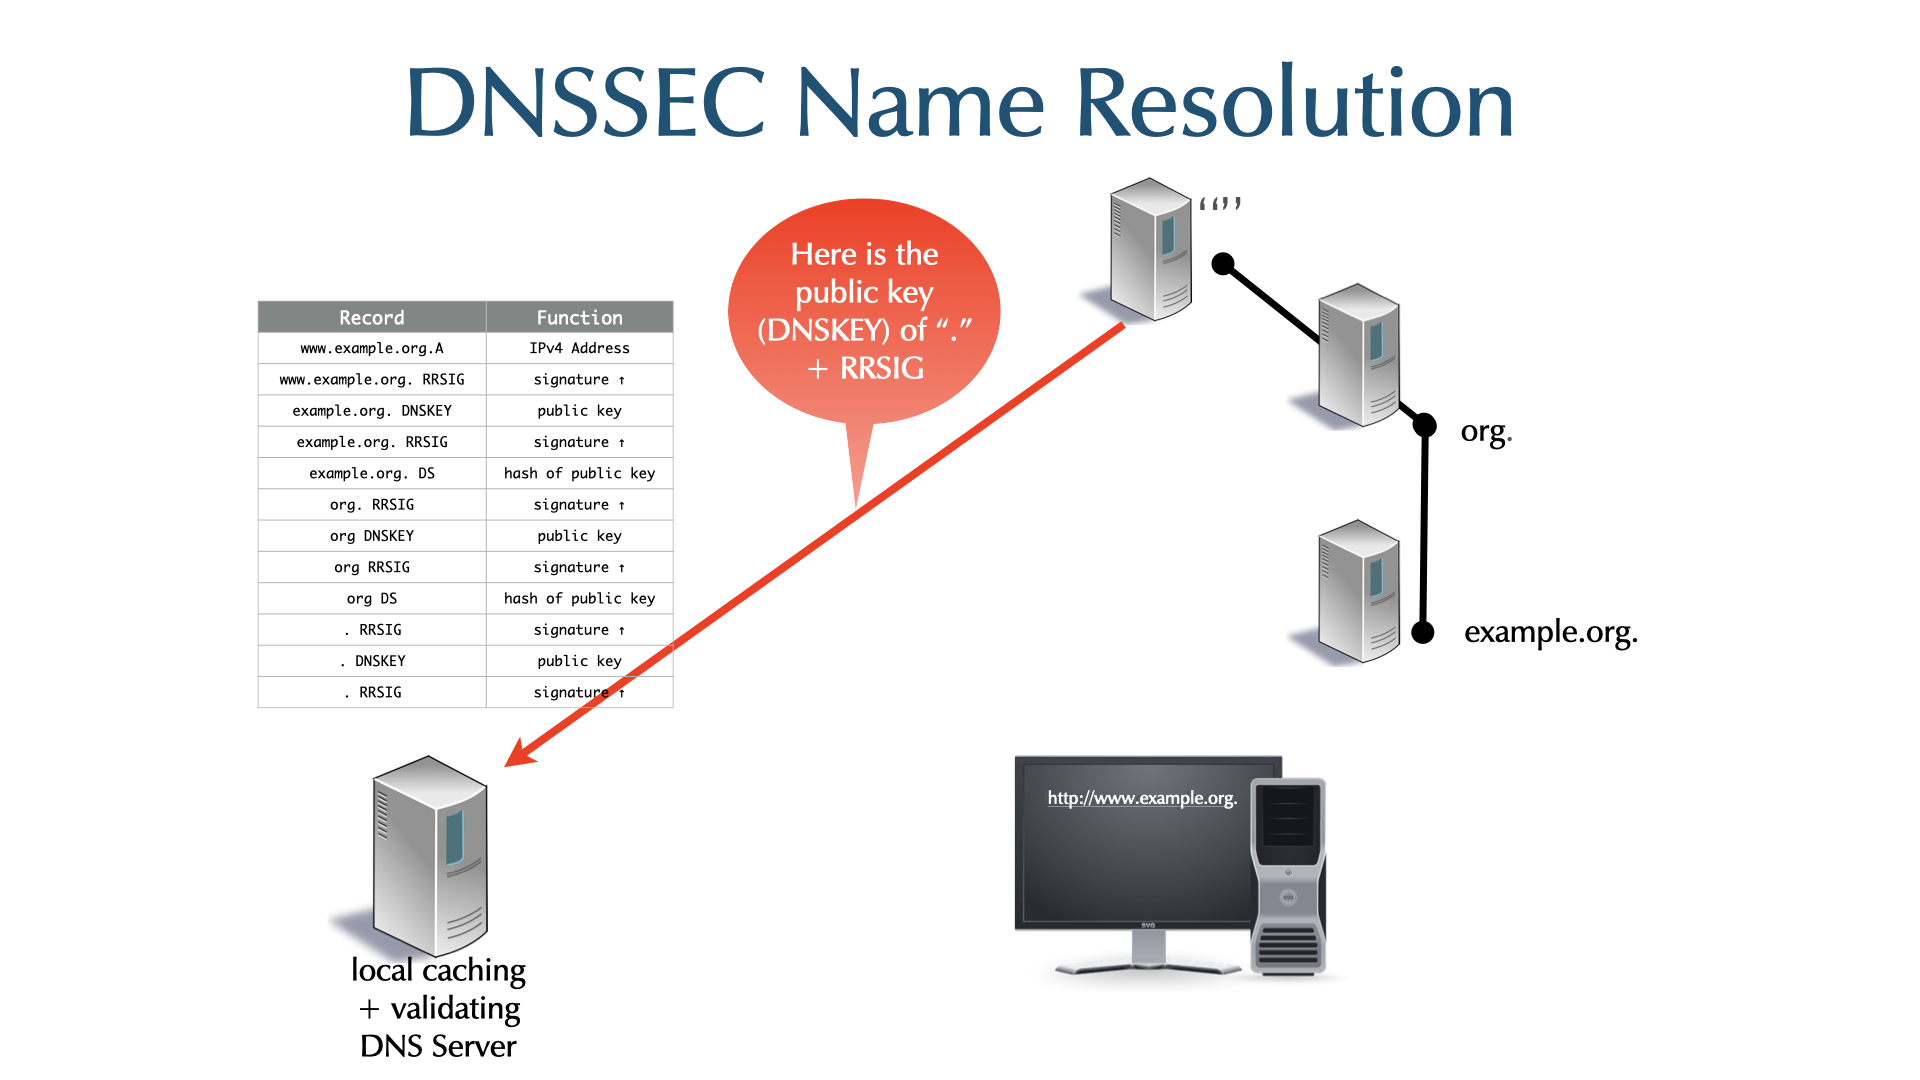 DNSSEC Name Resolution
“”
Here is the
public key
(DNSKEY) of “.”
+ RRSIG
Record Function
www.example.org.A IPv4 Address
www.example.org. RRSIG signature ↑
example.org. DNSKEY public key
example.org. RRSIG signature ↑
example.org. DS hash of public key
org. RRSIG signature ↑
org DNSKEY public key
org RRSIG signature ↑
org DS hash of public key
. RRSIG signature ↑
. DNSKEY public key
. RRSIG signature ↑
org.
example.org.
http://www.example.org.
SVG
SVG
local caching
+ validating
DNS Server